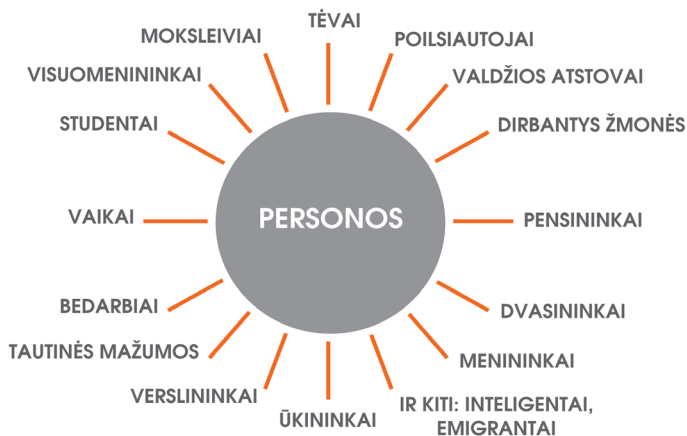 TĖVAI
POILSIAUTOJAI
VALDŽIOS ATSTOVAI
DIRBANTYS ŽMONĖS
PENSININKAI
DVASININKAI
MENININKAI
IR KITI: INTELIGENTAI,
EMIGRANTAI
ŪKININKAI
VERSLININKAI
TAUTINĖS MAŽUMOS
BEDARBIAI
VAIKAI
STUDENTAI
VISUOMENININKAI
MOKSLEIVIAI
PERSONOS